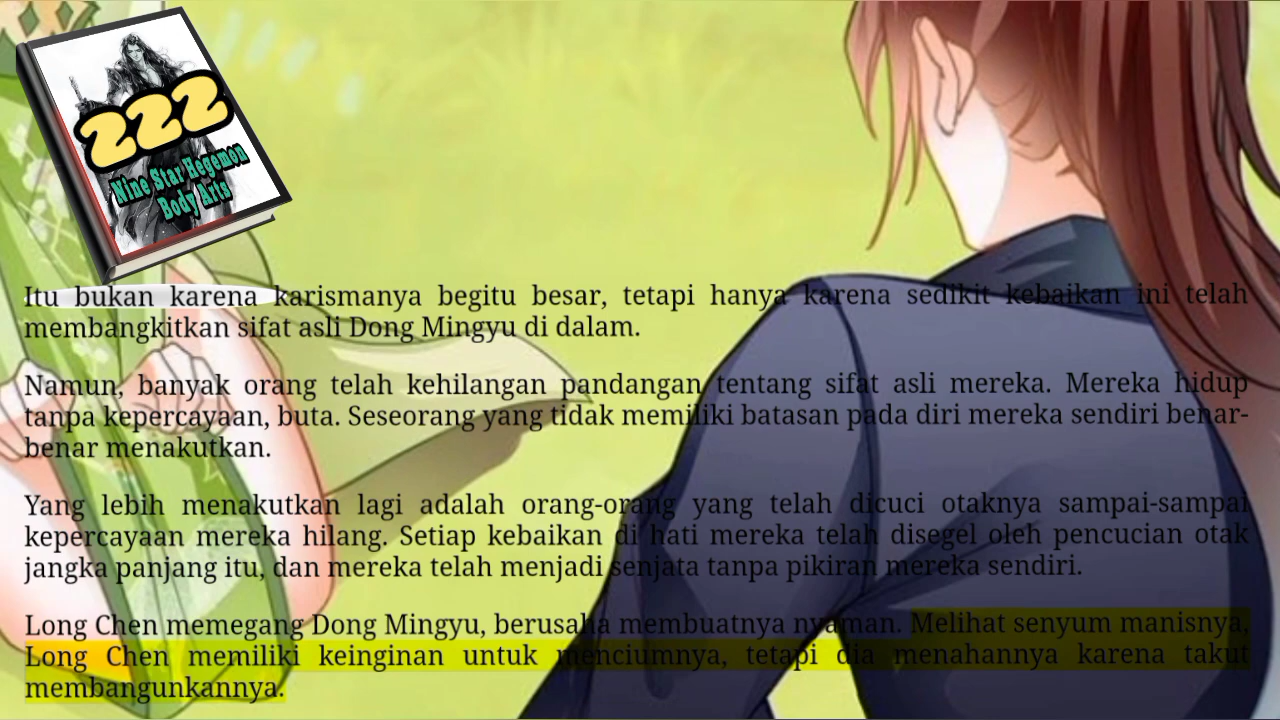 222
Nine Star Hegemon
Body Arts
Itu bukan karena karismanya begitu besar, tetapi hanya karena sedikit kebaikan ini telah
membangkitkan sifat asli Dong Mingyu di dalam.
Namun, banyak orang telah kehilangan pandangan tentang sifat asli mereka. Mereka hidup
tanpa kepercayaan, buta. Seseorang yang tidak memiliki batasan pada diri mereka sendiri benar-
benar menakutkan.
Yang lebih menakutkan lagi adalah orang-orang yang telah dicuci otaknya sampai-sampai
kepercayaan mereka hilang. Setiap kebaikan di hati mereka telah disegel oleh pencucian otak
jangka panjang itu, dan mereka telah menjadi senjata tanpa pikiran mereka sendiri.
Long Chen memegang Dong Mingyu, berusaha membuatnya nyaman. Melihat senyum manisnya,
Long Chen memiliki keinginan untuk menciumnya, tetapi dia menahannya karena takut
membangunkannya.